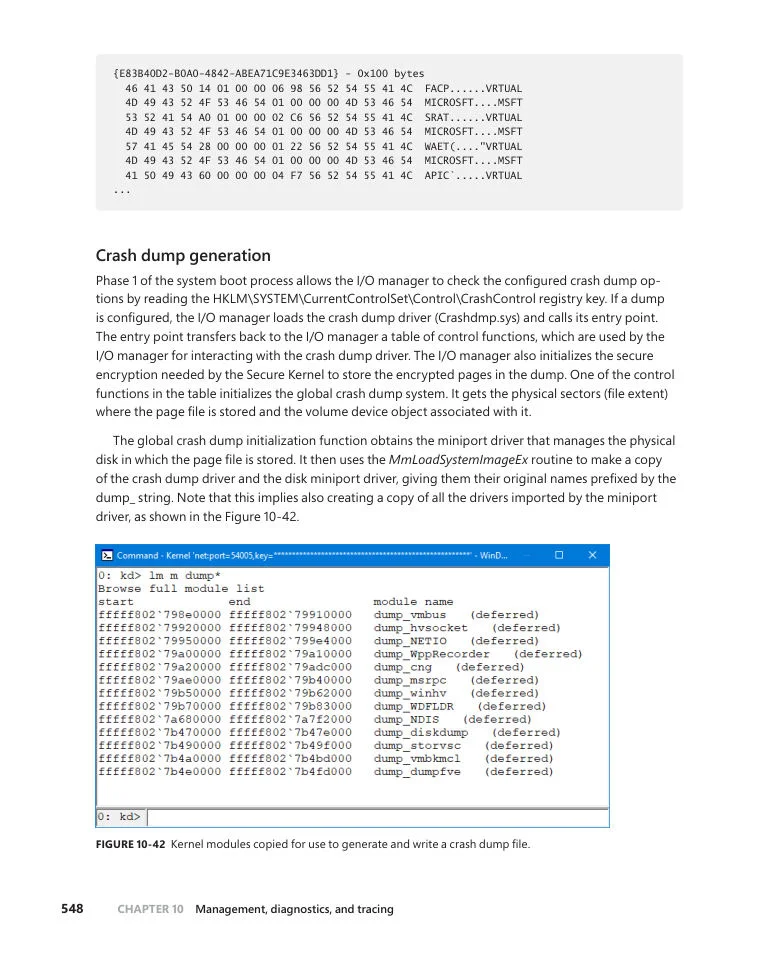 {E83B40D2-B0A0-4842-ABEA71C9E3463DD1} - 0x100 bytes
46 41 43 50 14 01 00 00 06 98 56 52 54 55 41 4C  FACP......VRTUAL
4D 49 43 52 4F 53 46 54 01 00 00 00 4D 53 46 54  MICROSFT....MSFT
53 52 41 54 A0 01 00 00 02 C6 56 52 54 55 41 4C  SRAT......VRTUAL
4D 49 43 52 4F 53 46 54 01 00 00 00 4D 53 46 54  MICROSFT....MSFT
57 41 45 54 28 00 00 00 01 22 56 52 54 55 41 4C  WAET(...."VRTUAL
4D 49 43 52 4F 53 46 54 01 00 00 00 4D 53 46 54  MICROSFT....MSFT
41 50 49 43 60 00 00 00 04 F7 56 52 54 55 41 4C  APIC`.....VRTUAL
...
Crash dump generation
Phase 1 of the system boot process allows the I/O manager to check the configured crash dump op-
tions by reading the HKLM\SYSTEM\CurrentControlSet\Control\CrashControl registry key. If a dump
is configured, the I/O manager loads the crash dump driver (Crashdmp.sys) and calls its entry point.
The entry point transfers back to the I/O manager a table of control functions, which are used by the
I/O manager for interacting with the crash dump driver. The I/O manager also initializes the secure
encryption needed by the Secure Kernel to store the encrypted pages in the dump. One of the control
functions in the table initializes the global crash dump system. It gets the physical sectors (file extent)
where the page file is stored and the volume device object associated with it.
The global crash dump initialization function obtains the miniport driver that manages the physical
disk in which the page file is stored. It then uses the MmLoadSystemImageEx routine to make a copy
of the crash dump driver and the disk miniport driver, giving them their original names prefixed by the
dump_ string. Note that this implies also creating a copy of all the drivers imported by the miniport
driver, as shown in the Figure 10-42.
Command - Kernel 'net:port=54005,key=******************************************************' - WinD...
0: kd> lm m dump*
Browse full module list
start end module name
fffff802`798e0000 fffff802`79910000 dump_vmbus (deferred)
fffff802`79920000 fffff802`79948000 dump_hvsocket (deferred)
fffff802`79950000 fffff802`799e4000 dump_NETIO (deferred)
fffff802`79a00000 fffff802`79a10000 dump_WppRecorder (deferred)
fffff802`79a20000 fffff802`79adc000 dump_cng (deferred)
fffff802`79ae0000 fffff802`79b40000 dump_msrpc (deferred)
fffff802`79b50000 fffff802`79b62000 dump_winhv (deferred)
fffff802`79b70000 fffff802`79b83000 dump_WDFLDR (deferred)
fffff802`7a680000 fffff802`7a7f2000 dump_NDIS (deferred)
fffff802`7b470000 fffff802`7b47e000 dump_diskdump (deferred)
fffff802`7b490000 fffff802`7b49f000 dump_storvsc (deferred)
fffff802`7b4a0000 fffff802`7b4bd000 dump_vmbkmcl (deferred)
fffff802`7b4e0000 fffff802`7b4fd000 dump_dumpfve (deferred)
0: kd>
FIGURE 10-42 Kernel modules copied for use to generate and write a crash dump file.
548 CHAPTER 10 Management, diagnostics, and tracing